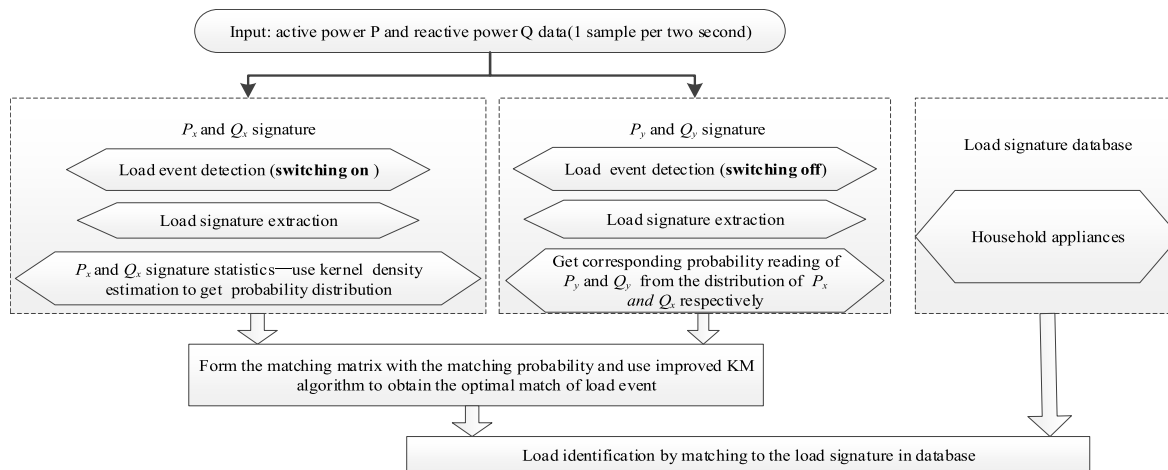 Input: active power P and reactive power Q data(1 sample per two second)
Px and Qx signature
Load event detection (switching on )
Load signature extraction
Px and Qx signature statistics—use kernel density
estimation to get probability distribution
Py and Qy signature
Load event detection (switching off)
Load signature extraction
Get corresponding probability reading of
Py and Qy from the distribution of Px
and Qx respectively
Load signature database
Household appliances
Form the matching matrix with the matching probability and use improved KM
algorithm to obtain the optimal match of load event
Load identification by matching to the load signature in database